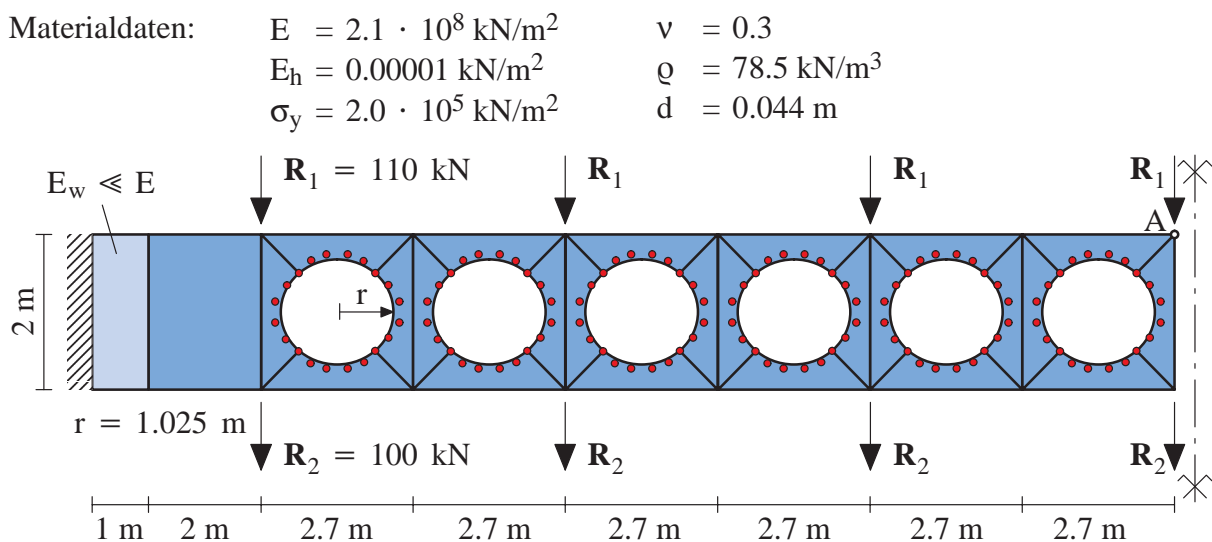 Materialdaten: E = 2.1 · 10⁸ kN/m² ν = 0.3
E_h = 0.00001 kN/m² ϱ = 78.5 kN/m³
σ_y = 2.0 · 10⁵ kN/m² d = 0.044 m
E_w ≪ E
R₁ = 110 kN R₁ R₁ R₁
A
r
2 m
r = 1.025 m
R₂ = 100 kN R₂ R₂ R₂
1 m 2 m 2.7 m 2.7 m 2.7 m 2.7 m 2.7 m 2.7 m